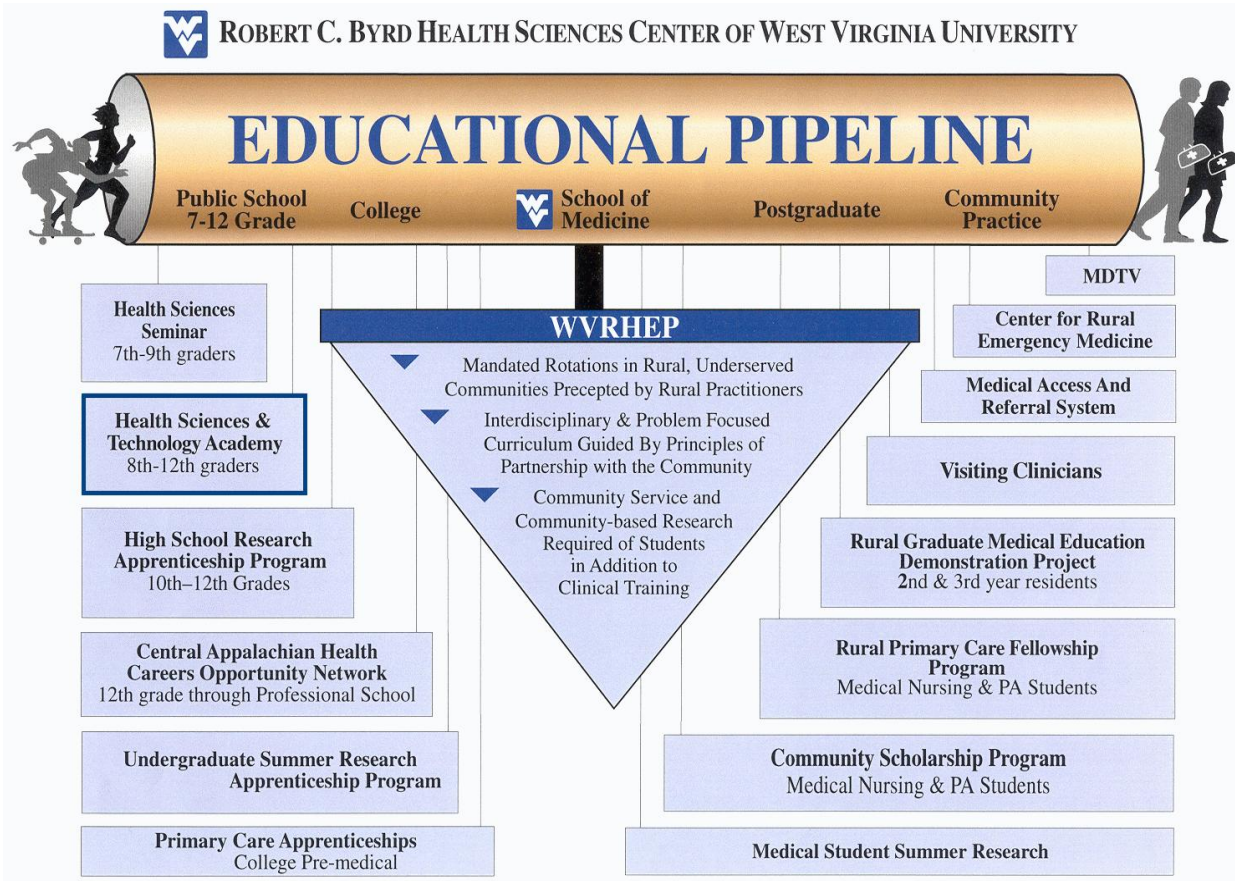 ROBERT C. BYRD HEALTH SCIENCES CENTER OF WEST VIRGINIA UNIVERSITY
EDUCATIONAL PIPELINE
Public School
7-12 Grade
College
School of
Medicine
Postgraduate
Community
Practice
Health Sciences
Seminar
7th-9th graders
Health Sciences &
Technology Academy
8th-12th graders
High School Research
Apprenticeship Program
10th–12th Grades
Central Appalachian Health
Careers Opportunity Network
12th grade through Professional School
Undergraduate Summer Research
Apprenticeship Program
Primary Care Apprenticeships
College Pre-medical
WVRHEP
Mandated Rotations in Rural, Underserved
Communities Precepted by Rural Practitioners
Interdisciplinary & Problem Focused
Curriculum Guided By Principles of
Partnership with the Community
Community Service and
Community-based Research
Required of Students
in Addition to
Clinical Training
MDTV
Center for Rural
Emergency Medicine
Medical Access And
Referral System
Visiting Clinicians
Rural Graduate Medical Education
Demonstration Project
2nd & 3rd year residents
Rural Primary Care Fellowship
Program
Medical Nursing & PA Students
Community Scholarship Program
Medical Nursing & PA Students
Medical Student Summer Research